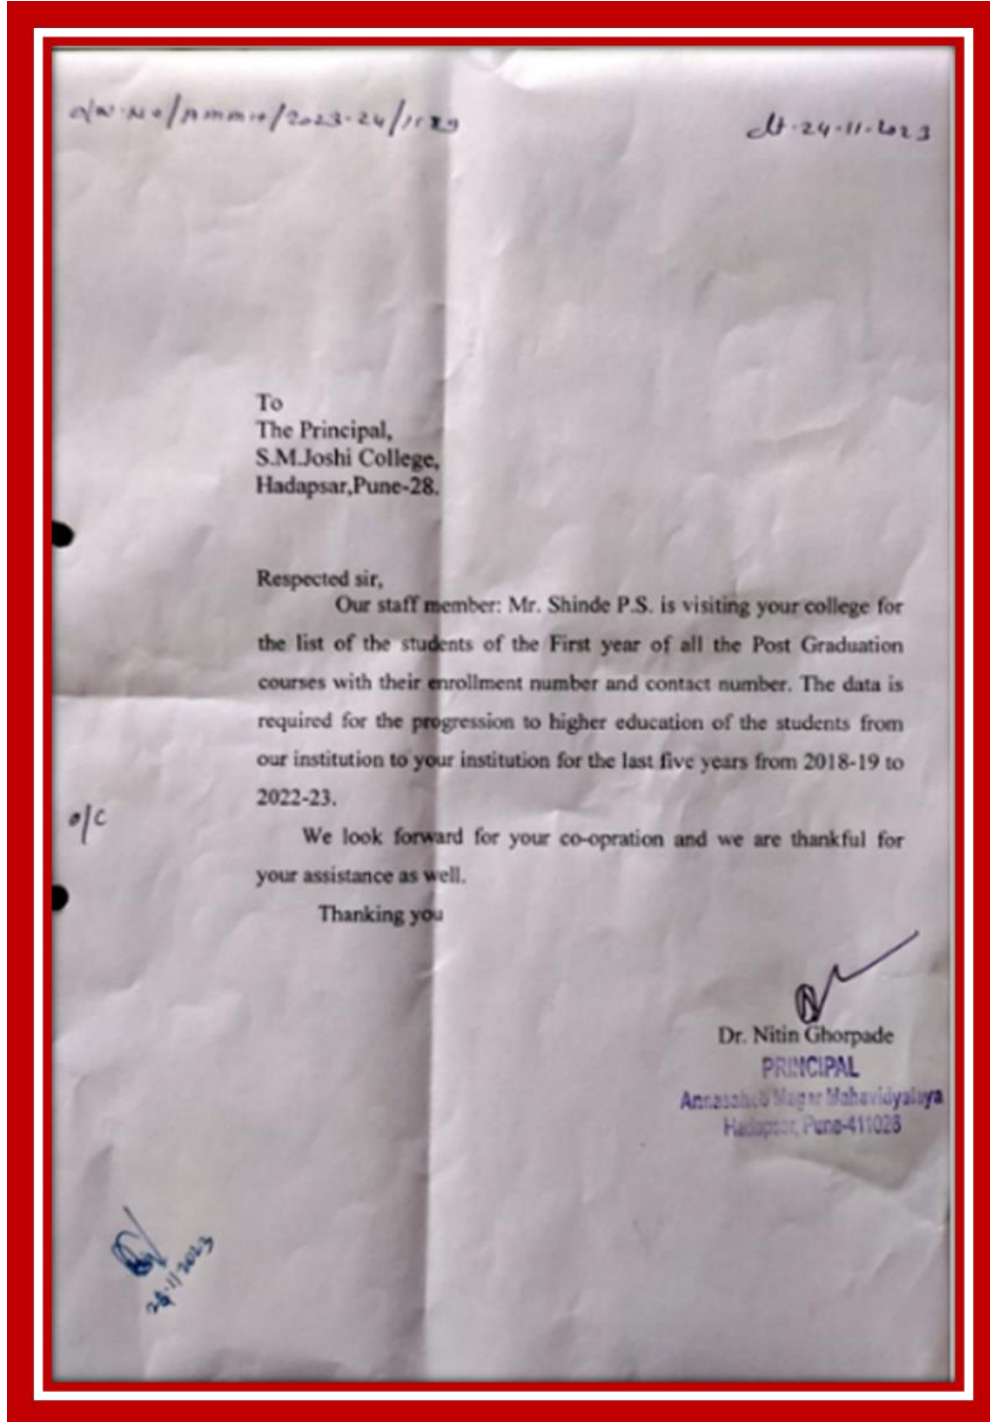 /2023-24/1129
dt-24-11-2023
To
The Principal,
S.M.Joshi College,
Hadapsar,Pune-28.
Respected sir,
Our staff member: Mr. Shinde P.S. is visiting your college for
the list of the students of the First year of all the Post Graduation
courses with their enrollment number and contact number. The data is
required for the progression to higher education of the students from
our institution to your institution for the last five years from 2018-19 to
2022-23.
o/c
We look forward for your co-opration and we are thankful for
your assistance as well.
Thanking you
Dr. Nitin Ghorpade
PRINCIPAL
Annasaheb Magar Mahavidyalaya
Hadapsar, Pune-411028